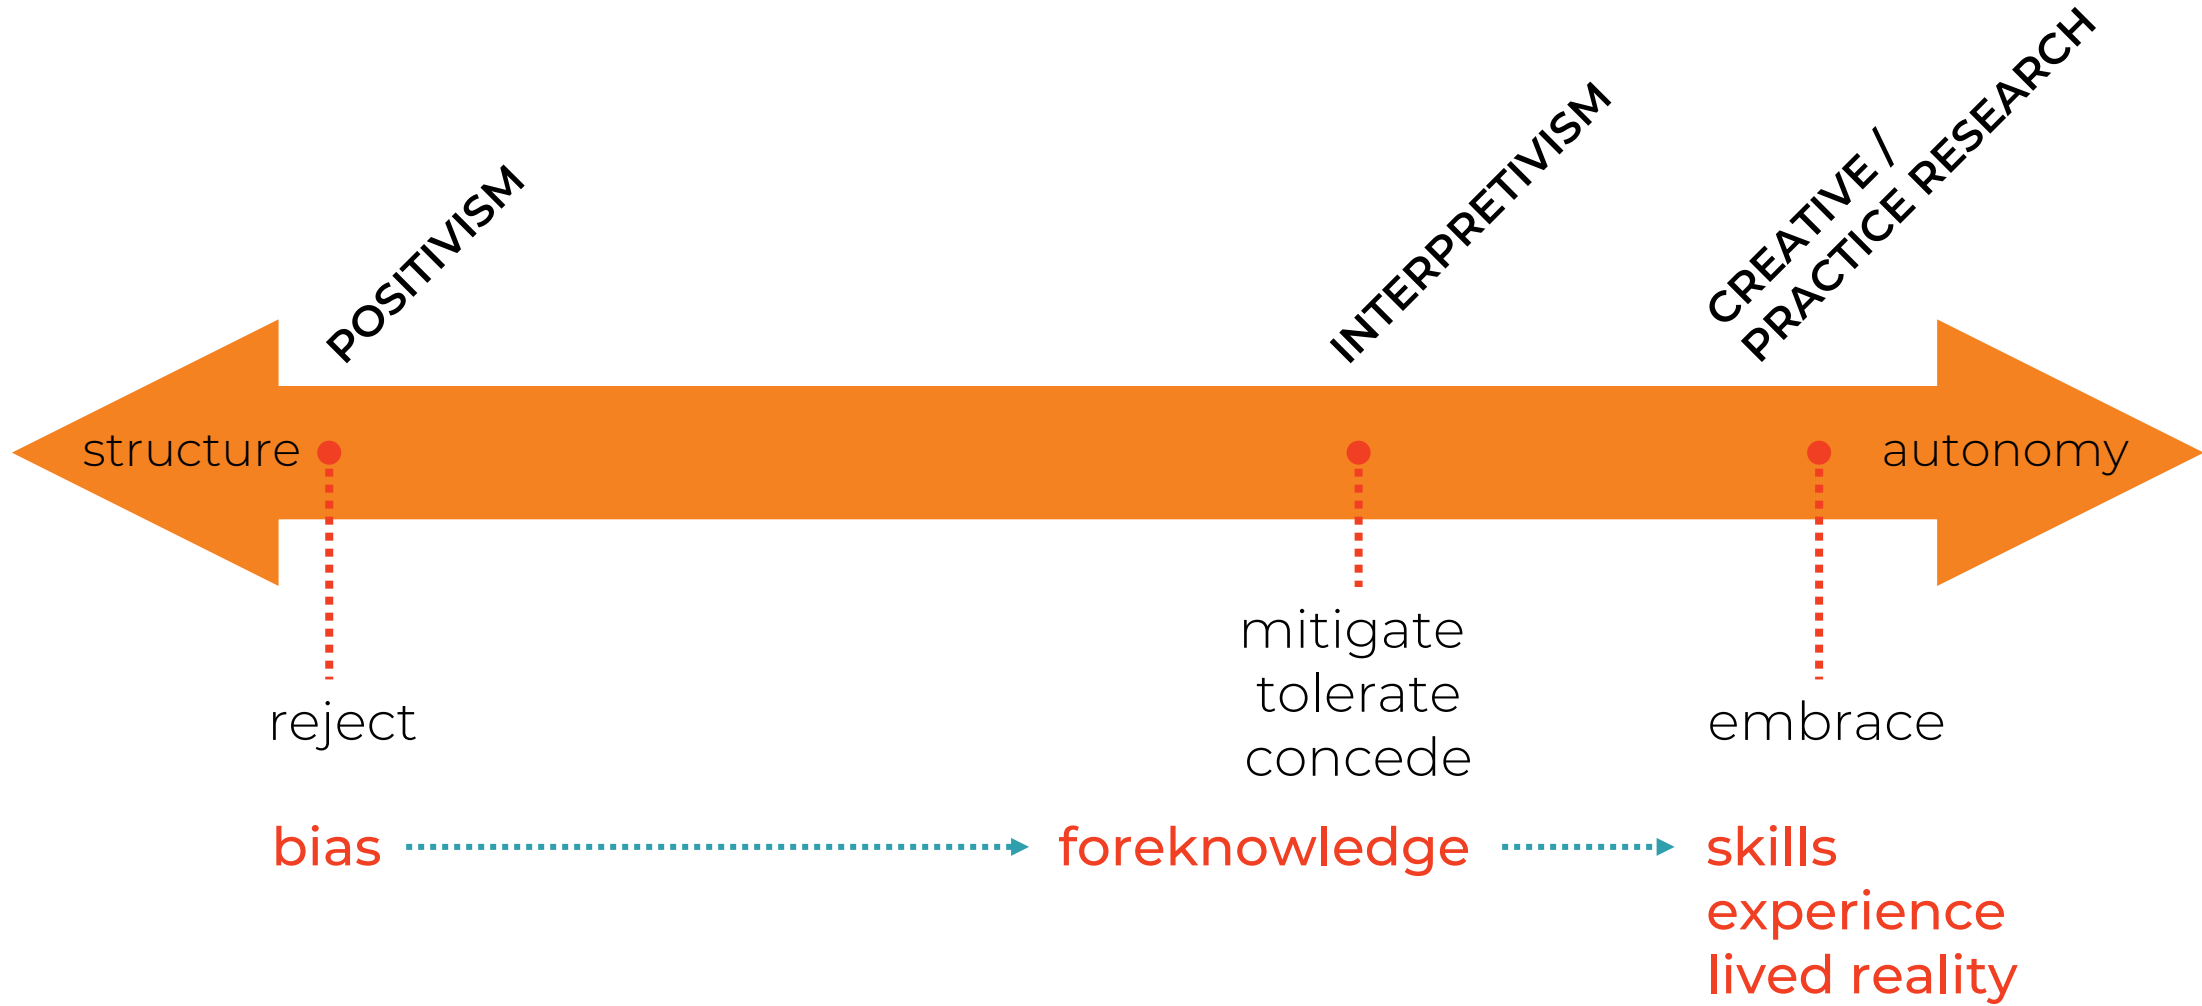 POSITIVISM
INTERPRETIVISM
CREATIVE /
PRACTICE RESEARCH
structure
autonomy
reject
mitigate
tolerate
concede
embrace
bias
foreknowledge
skills
experience
lived reality